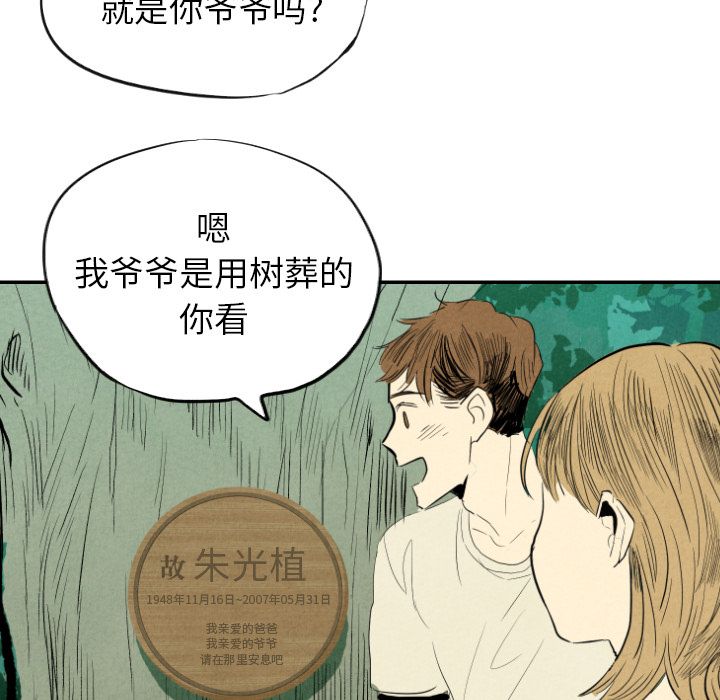 就是你爷爷吗？
嗯
我爷爷是用树葬的
你看
故 朱光植
1948年11月16日~2007年05月31日
我亲爱的爸爸
我亲爱的爷爷
请在那里安息吧